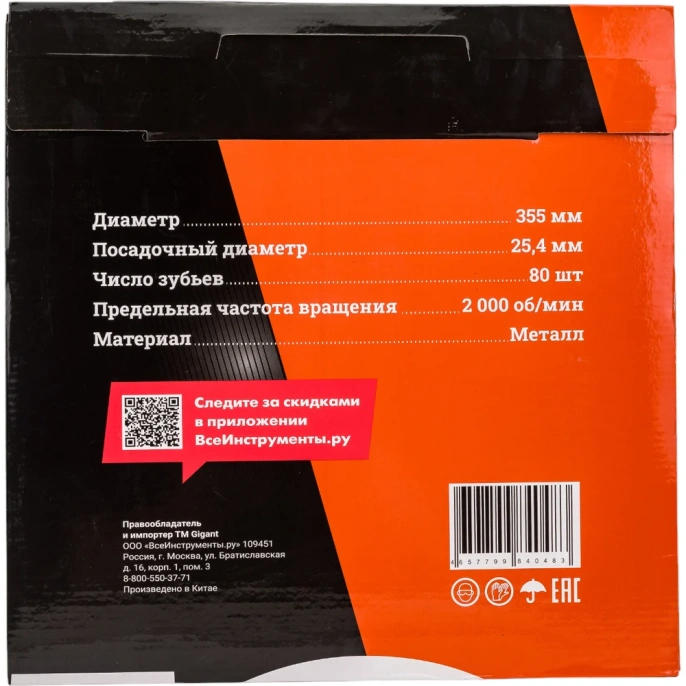 Диаметр 355 мм
Посадочный диаметр 25,4 мм
Число зубьев 80 шт
Предельная частота вращения 2 000 об/мин
Материал Металл
Следите за скидками
в приложении
ВсеИнструменты.ру
Правообладатель
и импортер ТМ Gigant
ООО «ВсеИнструменты.ру» 109451
Россия, г. Москва, ул. Братиславская
д. 16, корп. 1, пом. 3
8-800-550-37-71
Произведено в Китае
4657799840483
EAC